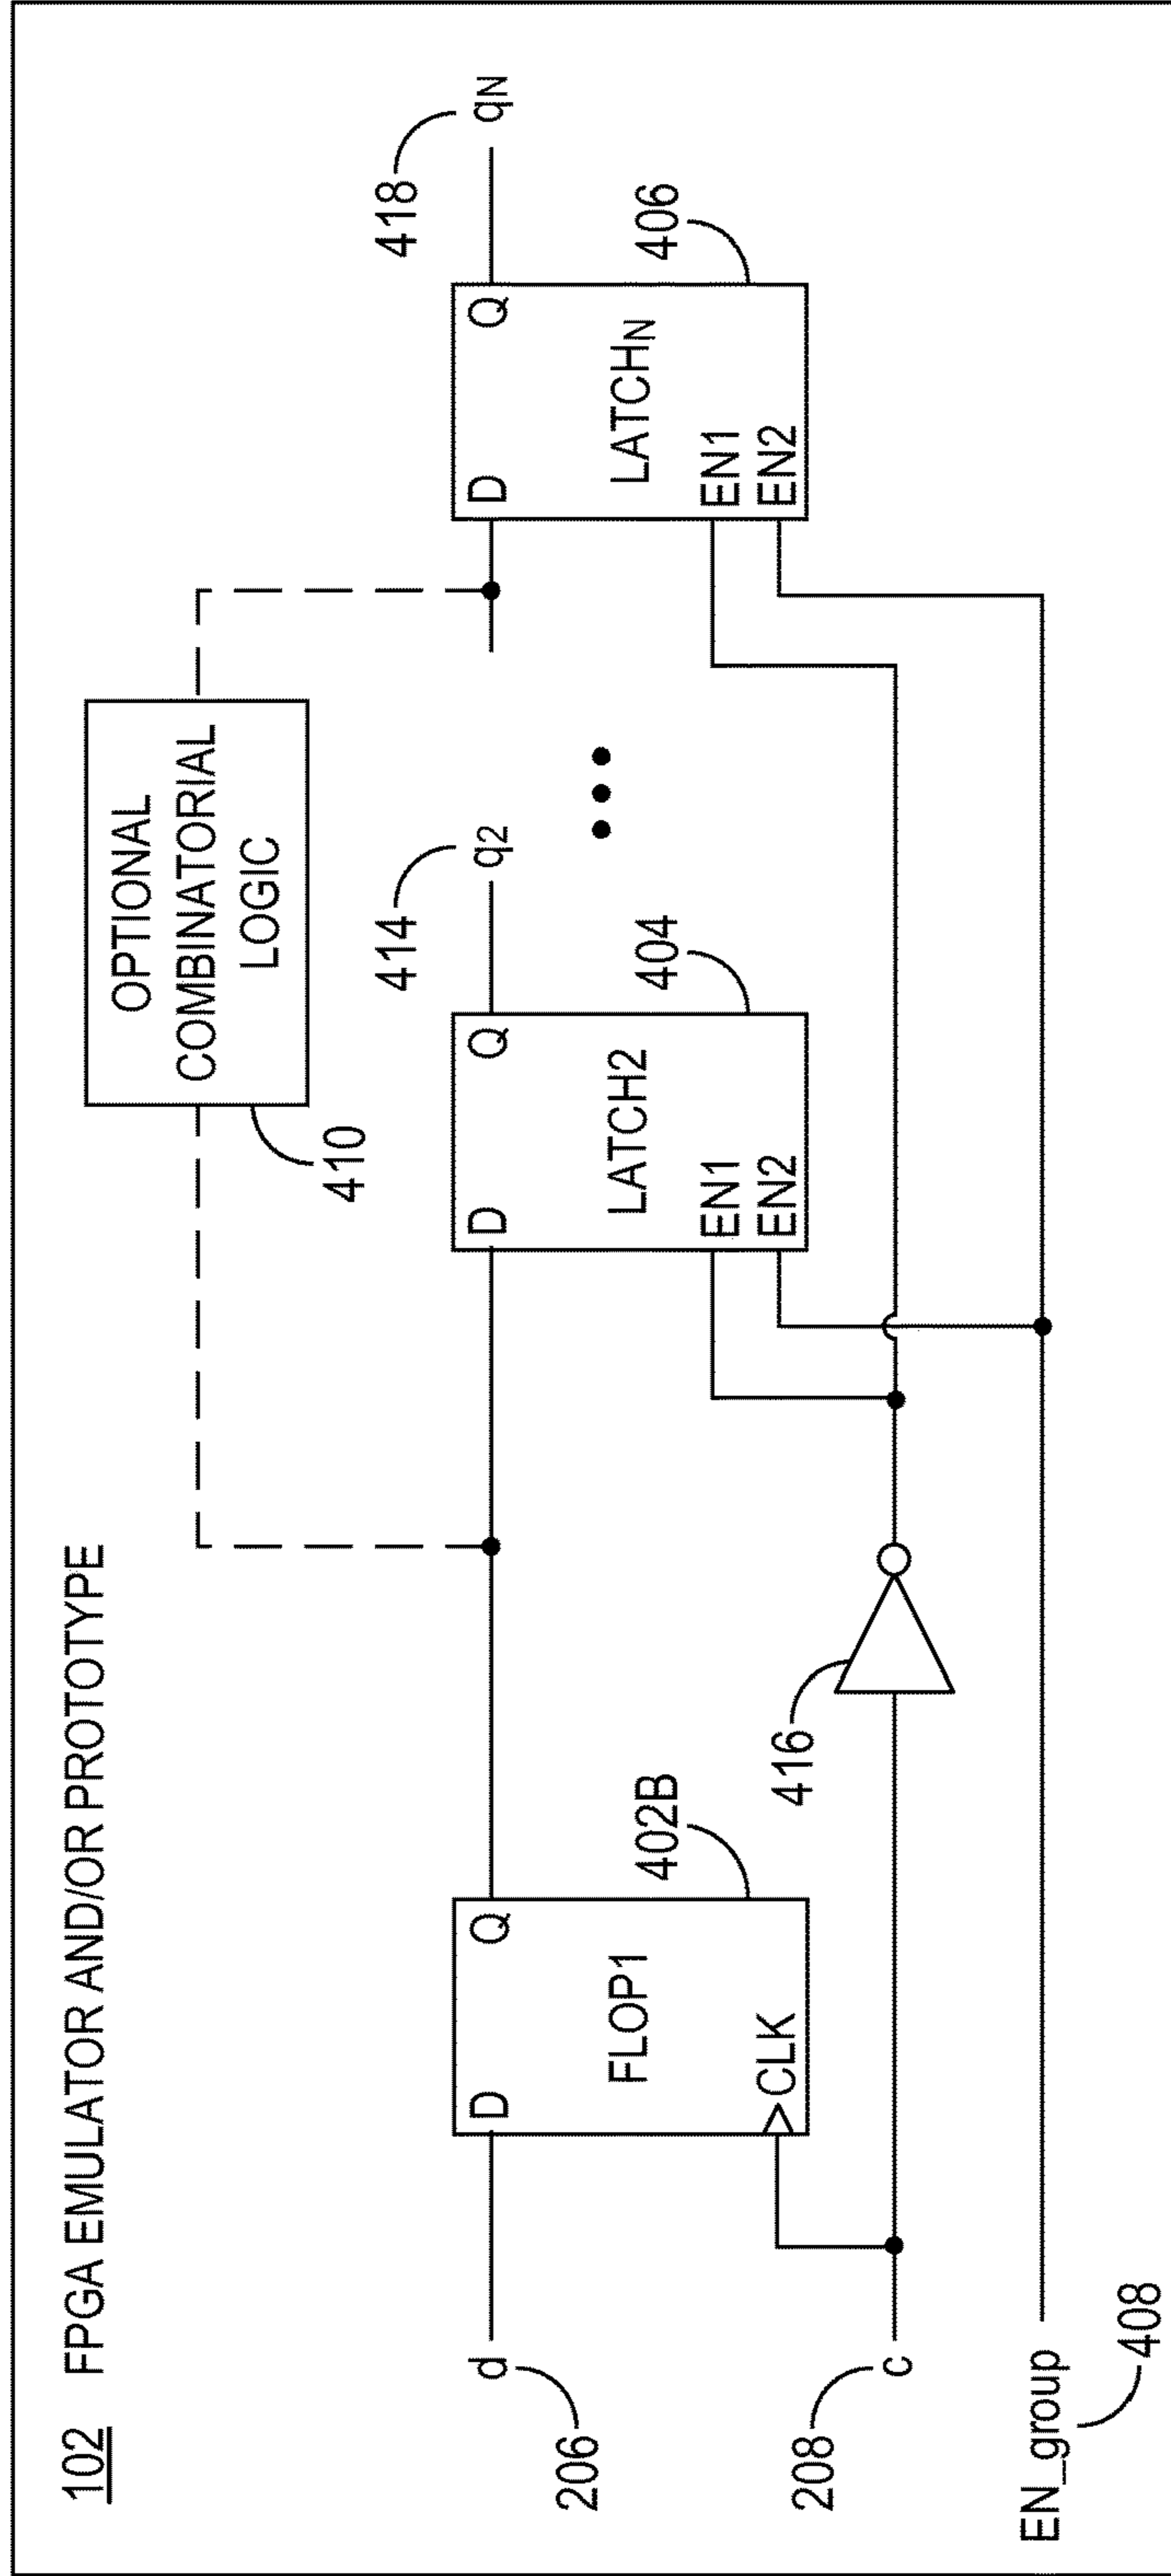 102 FPGA EMULATOR AND/OR PROTOTYPE
OPTIONAL
COMBINATORIAL
LOGIC
410
414
418
d
206
D
Q
FLOP1
CLK
402B
D
Q
LATCH2
EN1
EN2
404
q2
D
Q
LATCHN
EN1
EN2
406
qN
416
208
c
EN_group
408